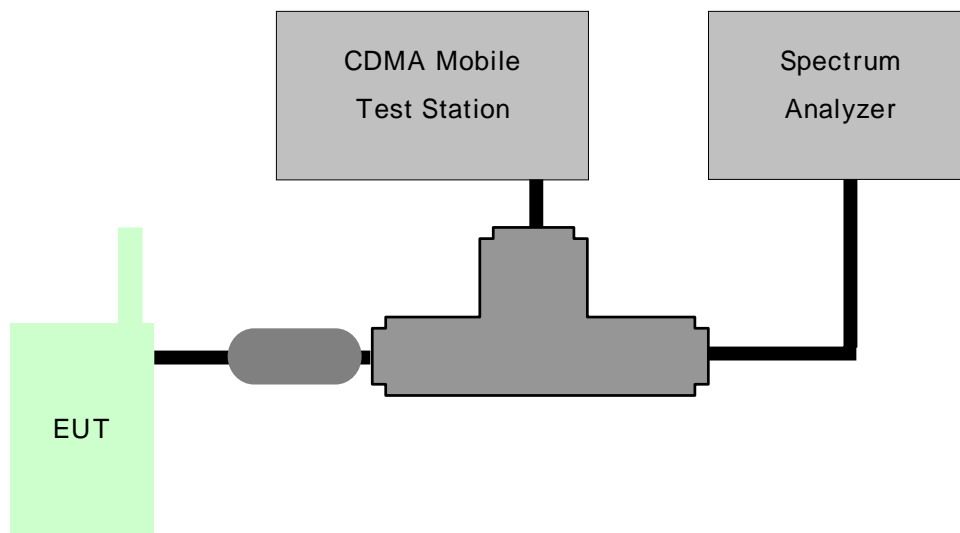 CDMA Mobile
Test Station
Spectrum
Analyzer
EUT